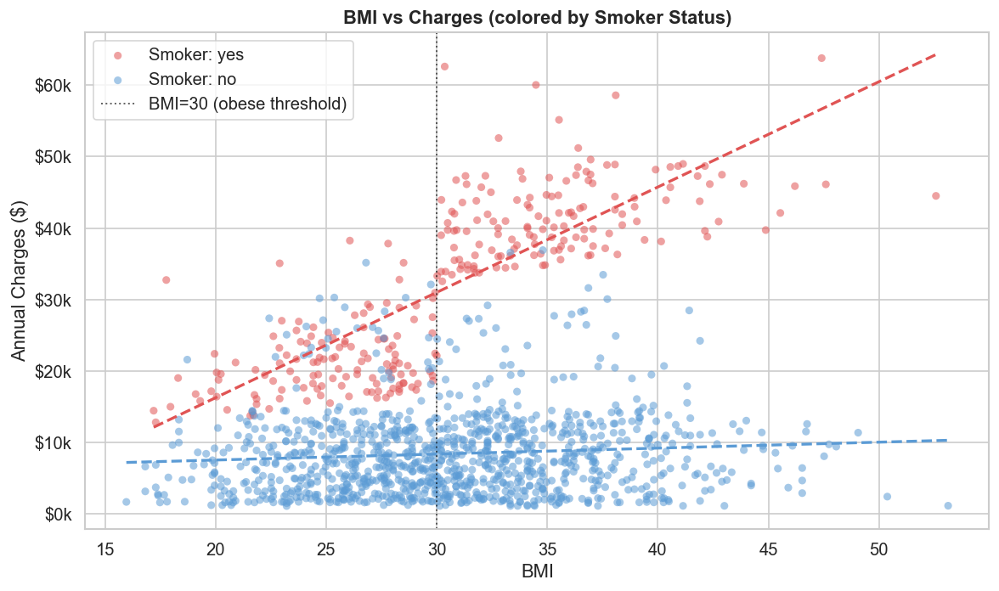 BMI vs Charges (colored by Smoker Status)
Smoker: yes
Smoker: no
BMI=30 (obese threshold)
Annual Charges ($)
$60k
$50k
$40k
$30k
$20k
$10k
$0k
15 20 25 30 35 40 45 50
BMI